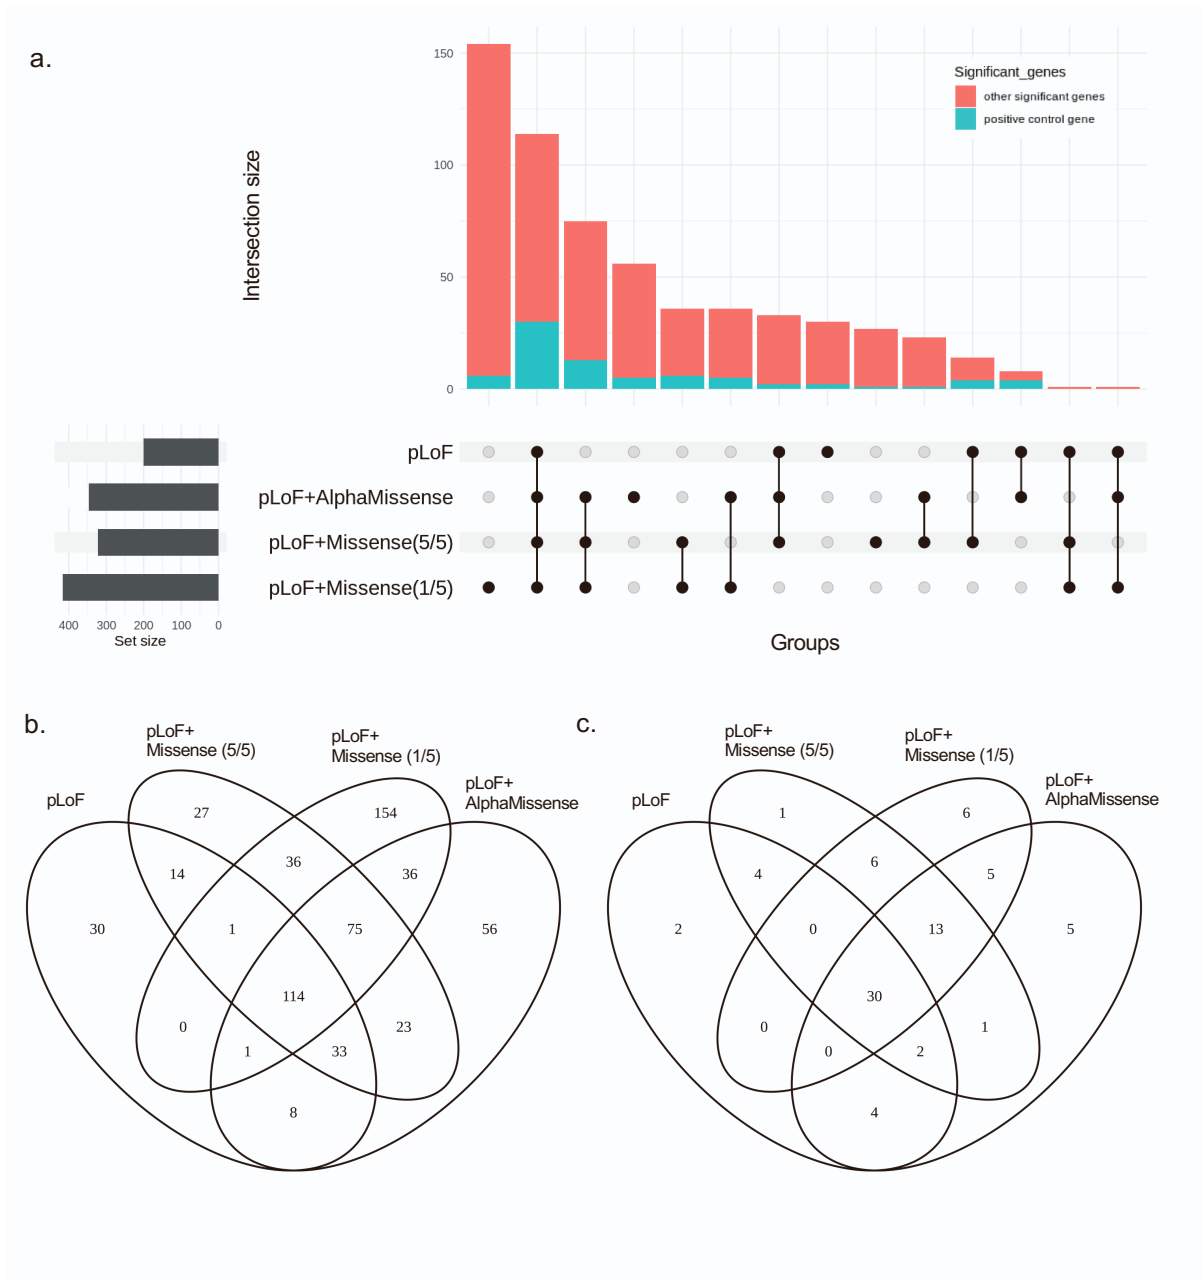 a.
150
100
50
0
Intersection size
Significant_genes
other significant genes
positive control gene
pLoF
pLoF+AlphaMissense
pLoF+Missense(5/5)
pLoF+Missense(1/5)
400 300 200 100 0
Set size
Groups
b.
pLoF+
Missense (5/5)
pLoF+
Missense (1/5)
pLoF+
AlphaMissense
pLoF
27
154
36
14
36
30
1
75
56
114
0
23
1
33
8
c.
pLoF+
Missense (5/5)
pLoF+
Missense (1/5)
pLoF+
AlphaMissense
pLoF
1
6
6
4
5
2
0
13
5
30
0
1
0
2
4